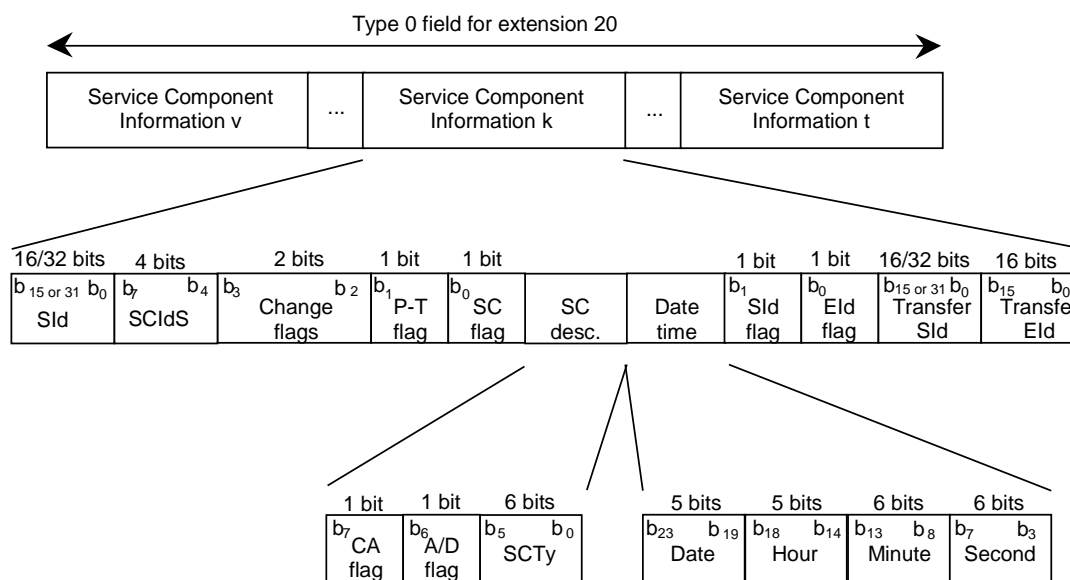 Type 0 field for extension 20
Service Component Information v
...
Service Component Information k
...
Service Component Information t
16/32 bits 4 bits 2 bits 1 bit 1 bit 1 bit 1 bit 16/32 bits 16 bits
b15 or 31 b0 b7 b4 b3 b2 b1 b0 b1 b0 b15 or 31 b0 b15 b0
SId SCIdS Change flags P-T flag SC flag SC desc. Date time SId flag EId flag Transfer SId Transfer EId
1 bit 1 bit 6 bits 5 bits 5 bits 6 bits 6 bits
b7 b6 b5 b0 b23 b19 b18 b14 b13 b8 b7 b3
CA flag A/D flag SCTy Date Hour Minute Second